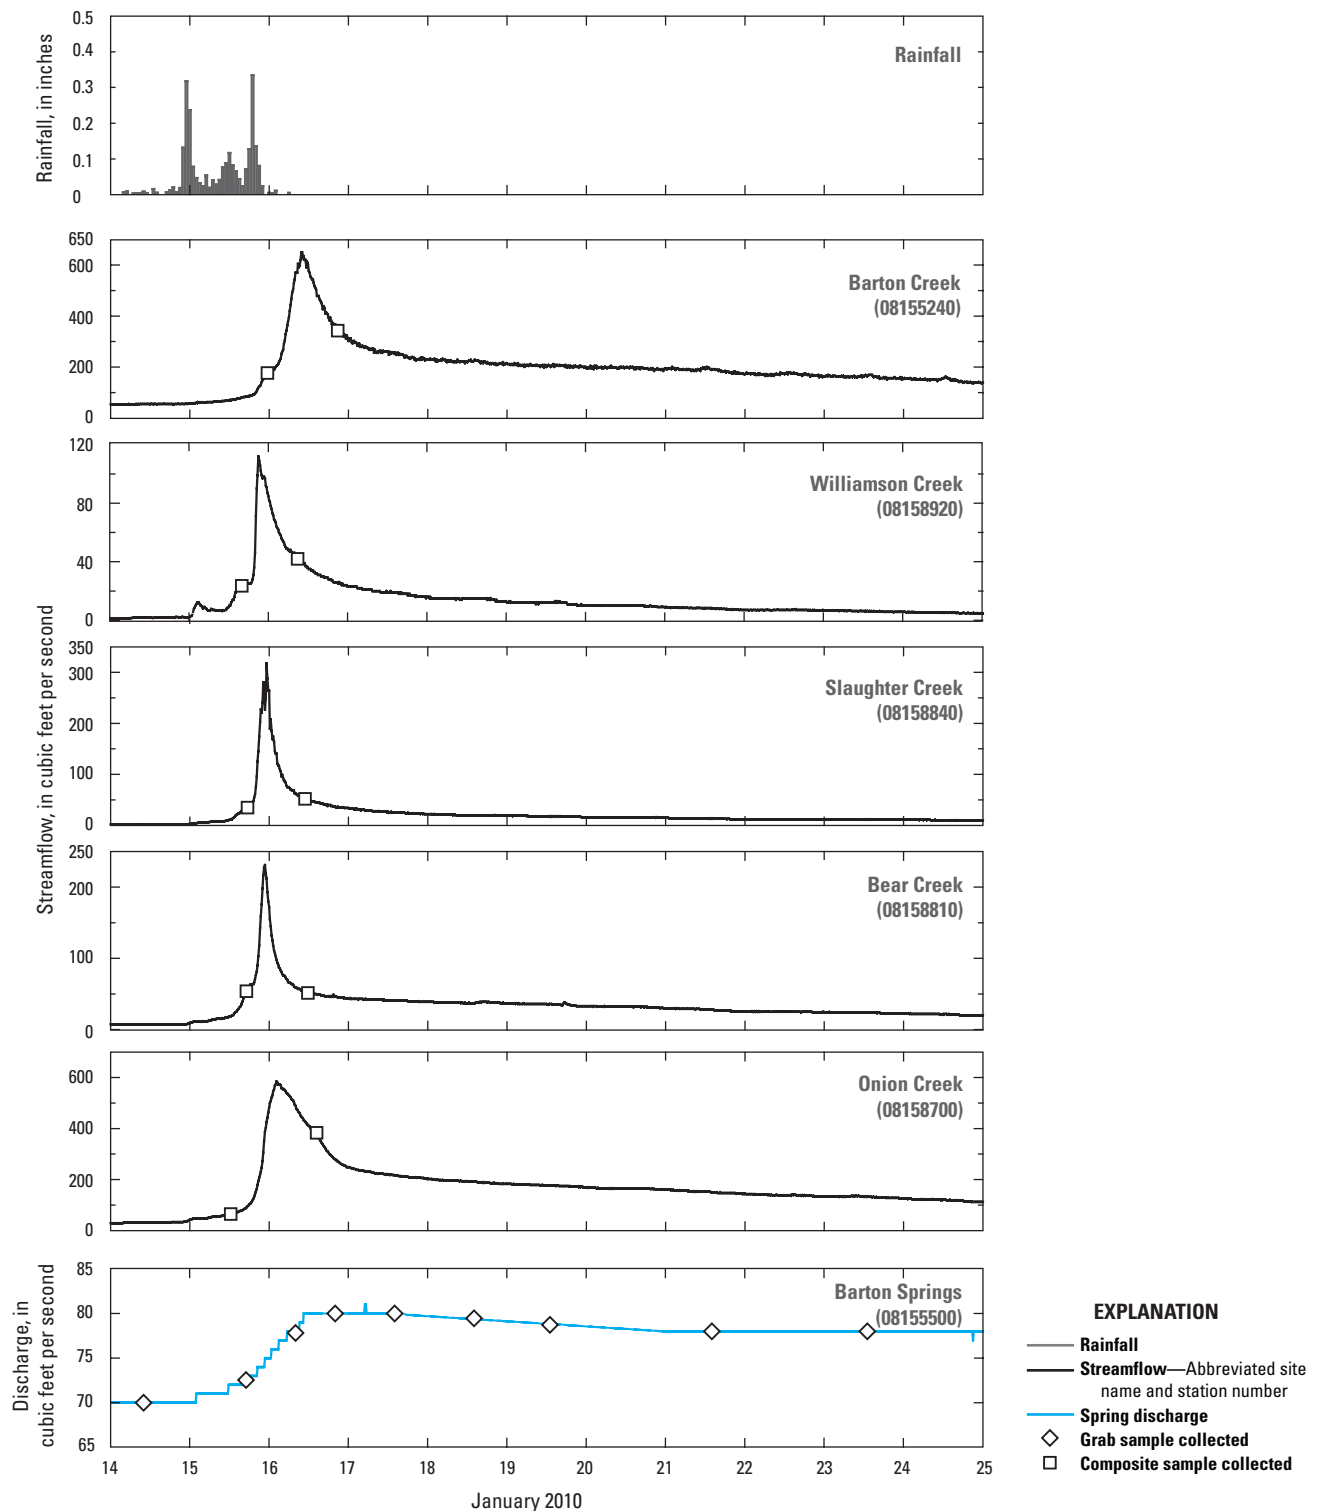 Rainfall, in inches
0.5
0.4
0.3
0.2
0.1
0
Rainfall
Streamflow, in cubic feet per second
650
600
400
200
0
Barton Creek
(08155240)
120
80
40
0
Williamson Creek
(08158920)
350
300
200
100
0
Slaughter Creek
(08158840)
250
200
100
0
Bear Creek
(08158810)
600
400
200
0
Onion Creek
(08158700)
Discharge, in
cubic feet per second
85
80
75
70
65
Barton Springs
(08155500)
14 15 16 17 18 19 20 21 22 23 24 25
January 2010
EXPLANATION
Rainfall
Streamflow—Abbreviated site
name and station number
Spring discharge
Grab sample collected
Composite sample collected